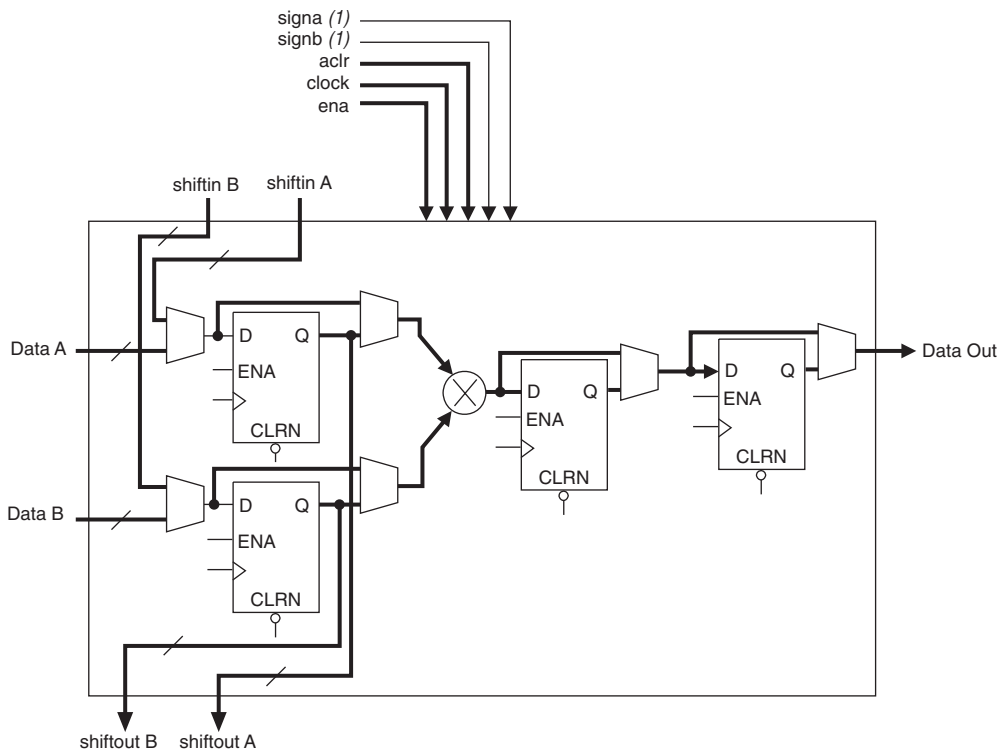 signa (1)
signb (1)
aclr
clock
ena
shiftin B
shiftin A
Data A
D
Q
ENA
CLRN
Data B
D
Q
ENA
CLRN
D
Q
ENA
CLRN
D
Q
ENA
CLRN
Data Out
shiftout B
shiftout A